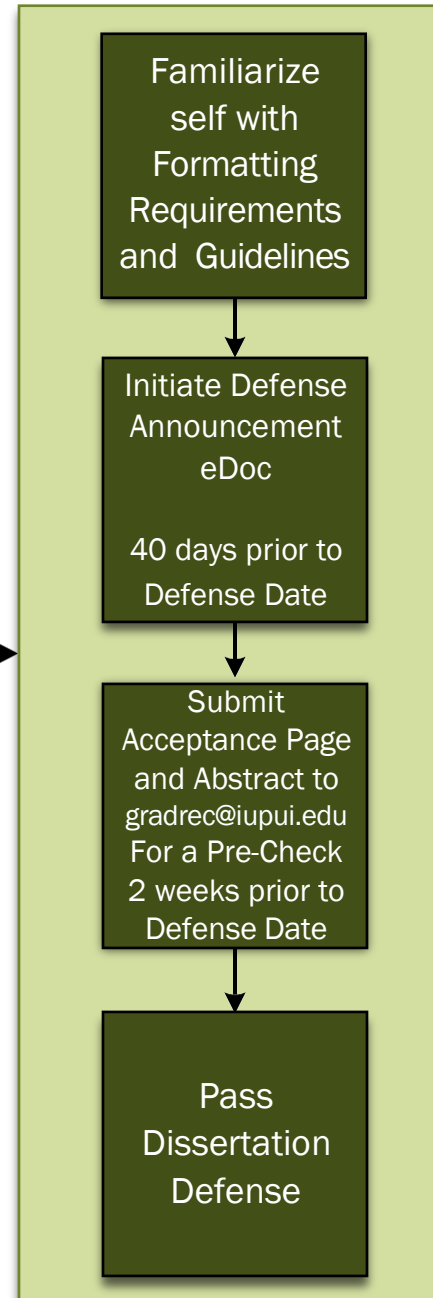 Familiarize
self with
Formatting
Requirements
and Guidelines
Initiate Defense
Announcement
eDoc
40 days prior to
Defense Date
Submit
Acceptance Page
and Abstract to
gradrec@iupui.edu
For a Pre-Check
2 weeks prior to
Defense Date
Pass
Dissertation
Defense